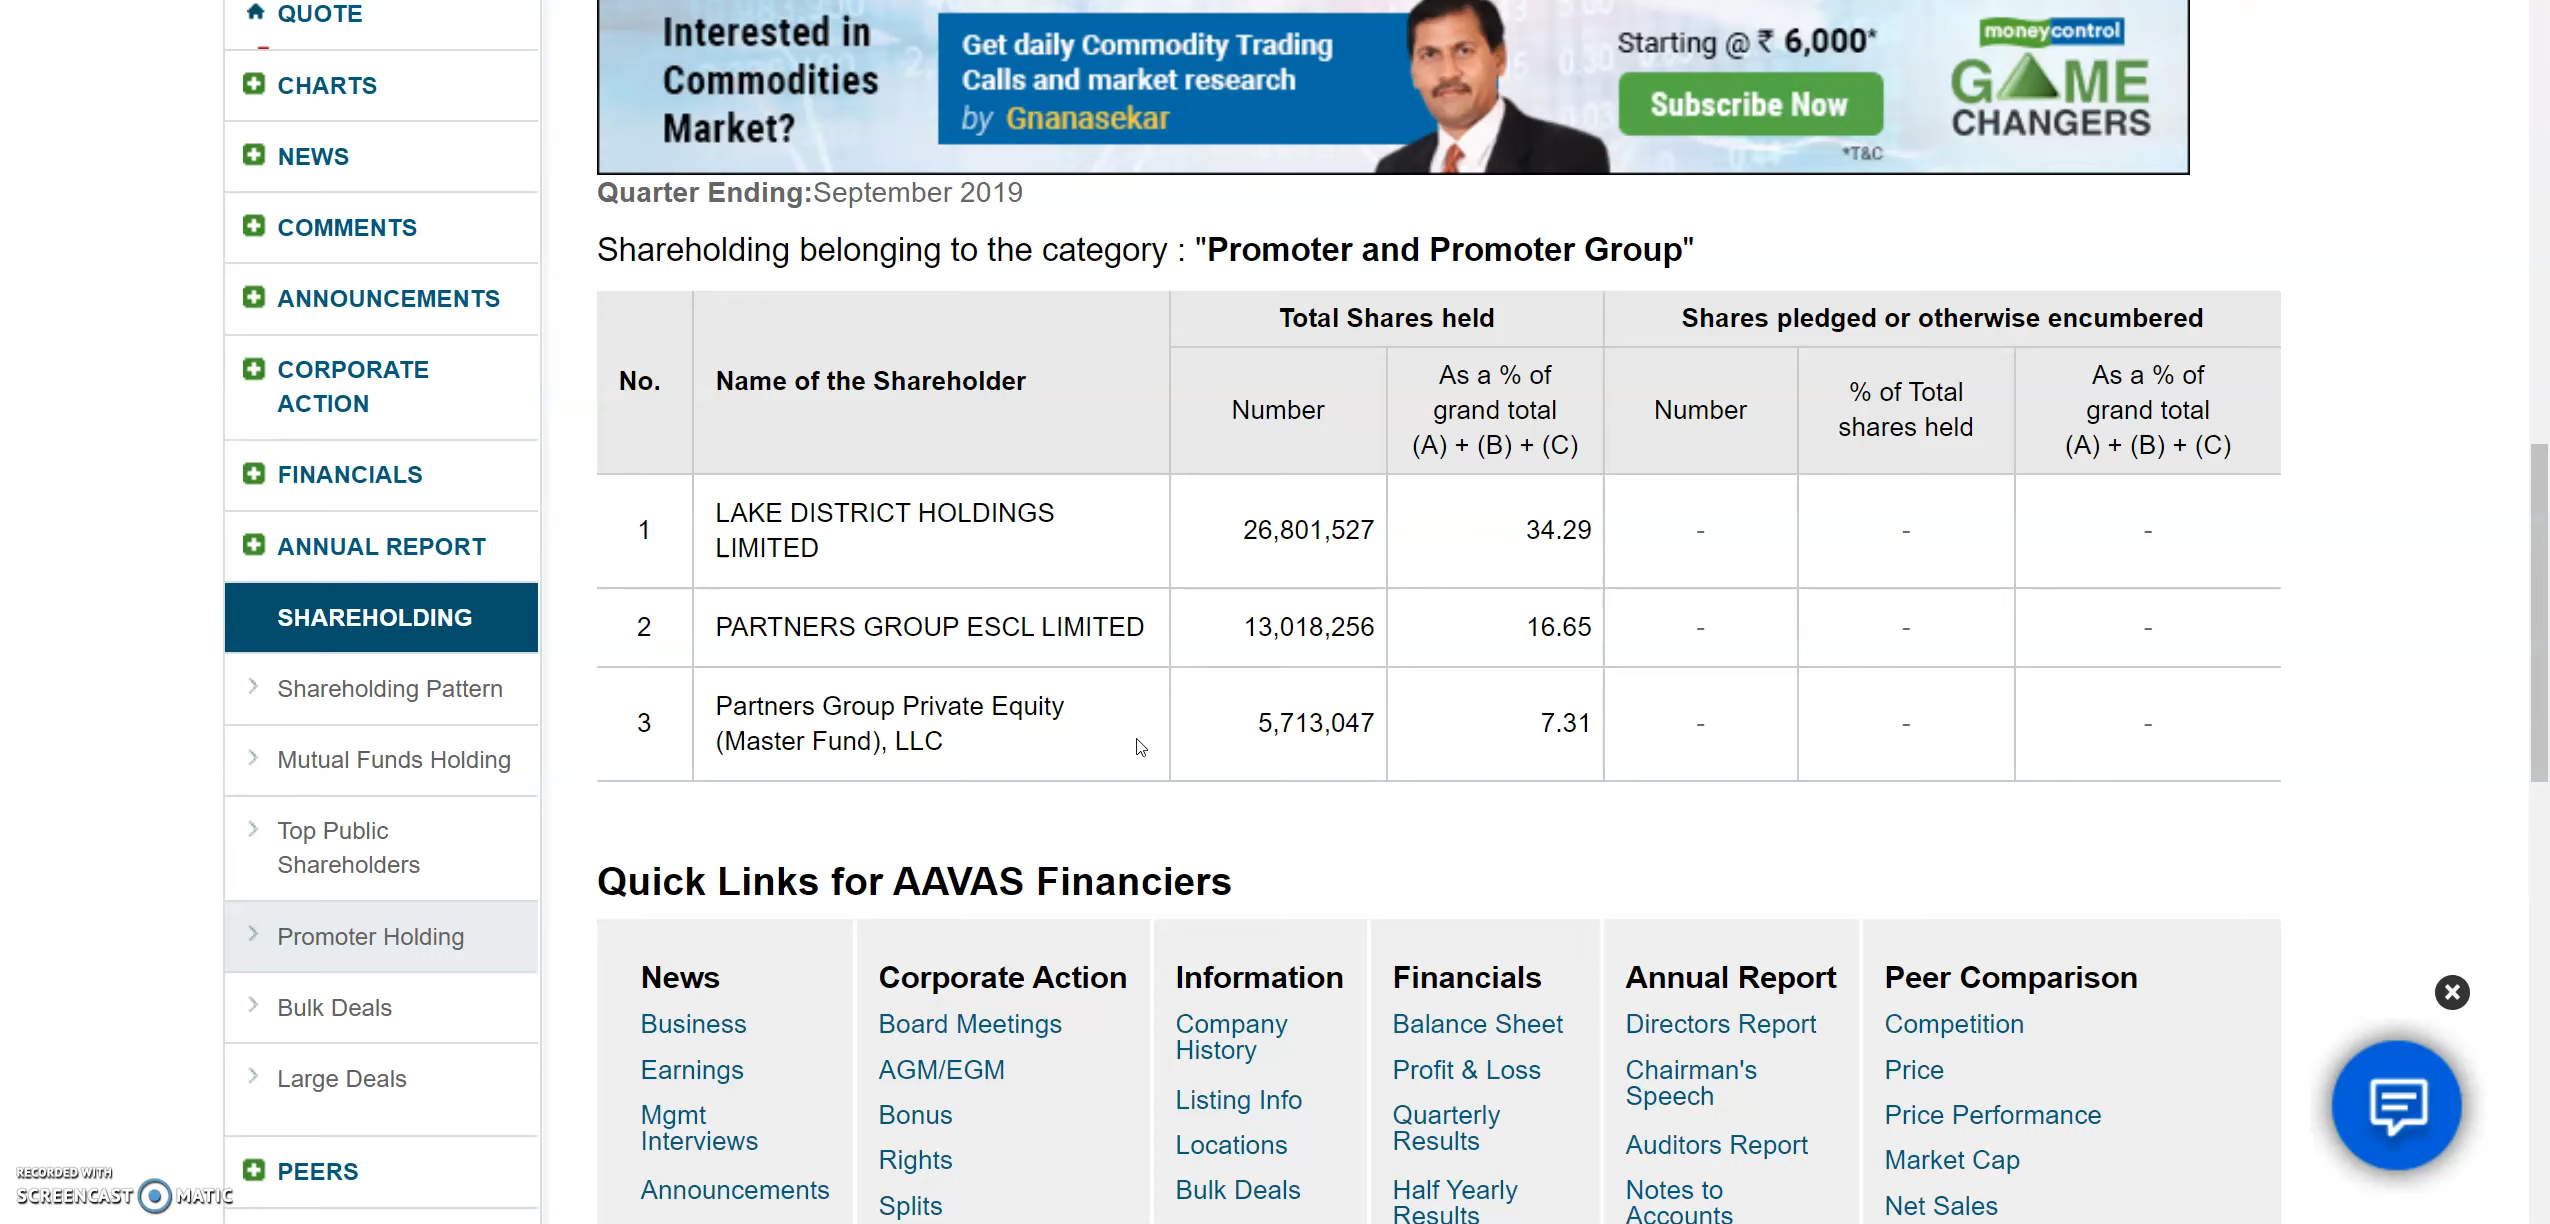 QUOTE
CHARTS
NEWS
COMMENTS
ANNOUNCEMENTS
CORPORATE
ACTION
FINANCIALS
ANNUAL REPORT
SHAREHOLDING
Shareholding Pattern
Mutual Funds Holding
Top Public
Shareholders
Promoter Holding
Bulk Deals
Large Deals
PEERS
RECORDED WITH
SCREENCAST MATIC
Interested in
Commodities
Market?
Get daily Commodity Trading
Calls and market research
by Gnanasekar
Starting @ ₹ 6,000*
Subscribe Now
*T&C
moneycontrol
GAME
CHANGERS
Quarter Ending:September 2019
Shareholding belonging to the category : "Promoter and Promoter Group"
No. Name of the Shareholder Total Shares held Shares pledged or otherwise encumbered
Number As a % of grand total (A) + (B) + (C) Number % of Total shares held As a % of grand total (A) + (B) + (C)
1 LAKE DISTRICT HOLDINGS LIMITED 26,801,527 34.29 - - -
2 PARTNERS GROUP ESCL LIMITED 13,018,256 16.65 - - -
3 Partners Group Private Equity (Master Fund), LLC 5,713,047 7.31 - - -
Quick Links for AAVAS Financiers
News
Business
Earnings
Mgmt
Interviews
Announcements
Corporate Action
Board Meetings
AGM/EGM
Bonus
Rights
Splits
Information
Company
History
Listing Info
Locations
Bulk Deals
Financials
Balance Sheet
Profit & Loss
Quarterly
Results
Half Yearly
Results
Annual Report
Directors Report
Chairman's
Speech
Auditors Report
Notes to
Accounts
Peer Comparison
Competition
Price
Price Performance
Market Cap
Net Sales